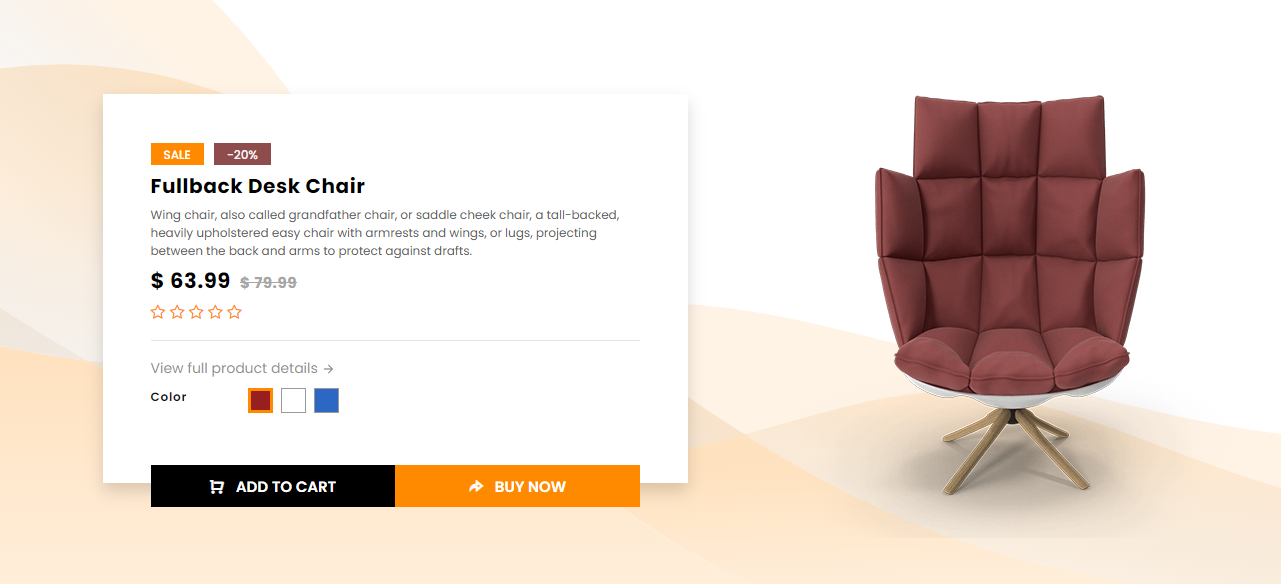 SALE -20%
Fullback Desk Chair
Wing chair, also called grandfather chair, or saddle cheek chair, a tall-backed,
heavily upholstered easy chair with armrests and wings, or lugs, projecting
between the back and arms to protect against drafts.
$ 63.99 $ 79.99
View full product details →
Color
ADD TO CART BUY NOW